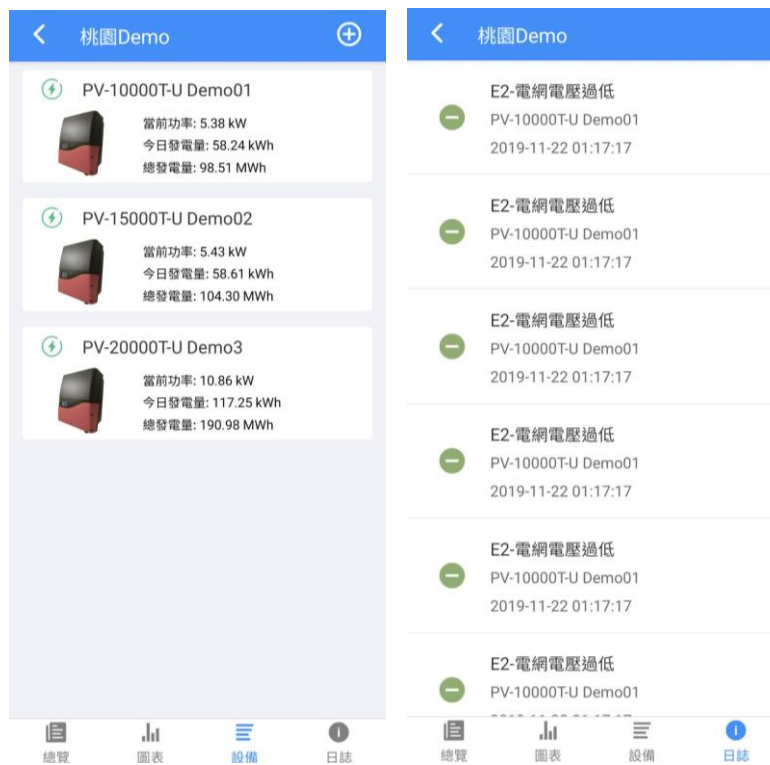 桃園Demo
PV-10000T-U Demo01
當前功率: 5.38 kW
今日發電量: 58.24 kWh
總發電量: 98.51 MWh
PV-15000T-U Demo02
當前功率: 5.43 kW
今日發電量: 58.61 kWh
總發電量: 104.30 MWh
PV-20000T-U Demo3
當前功率: 10.86 kW
今日發電量: 117.25 kWh
總發電量: 190.98 MWh
總覽
圖表
設備
日誌
桃園Demo
E2-電網電壓過低
PV-10000T-U Demo01
2019-11-22 01:17:17
E2-電網電壓過低
PV-10000T-U Demo01
2019-11-22 01:17:17
E2-電網電壓過低
PV-10000T-U Demo01
2019-11-22 01:17:17
E2-電網電壓過低
PV-10000T-U Demo01
2019-11-22 01:17:17
E2-電網電壓過低
PV-10000T-U Demo01
2019-11-22 01:17:17
E2-電網電壓過低
PV-10000T-U Demo01
總覽
圖表
設備
日誌